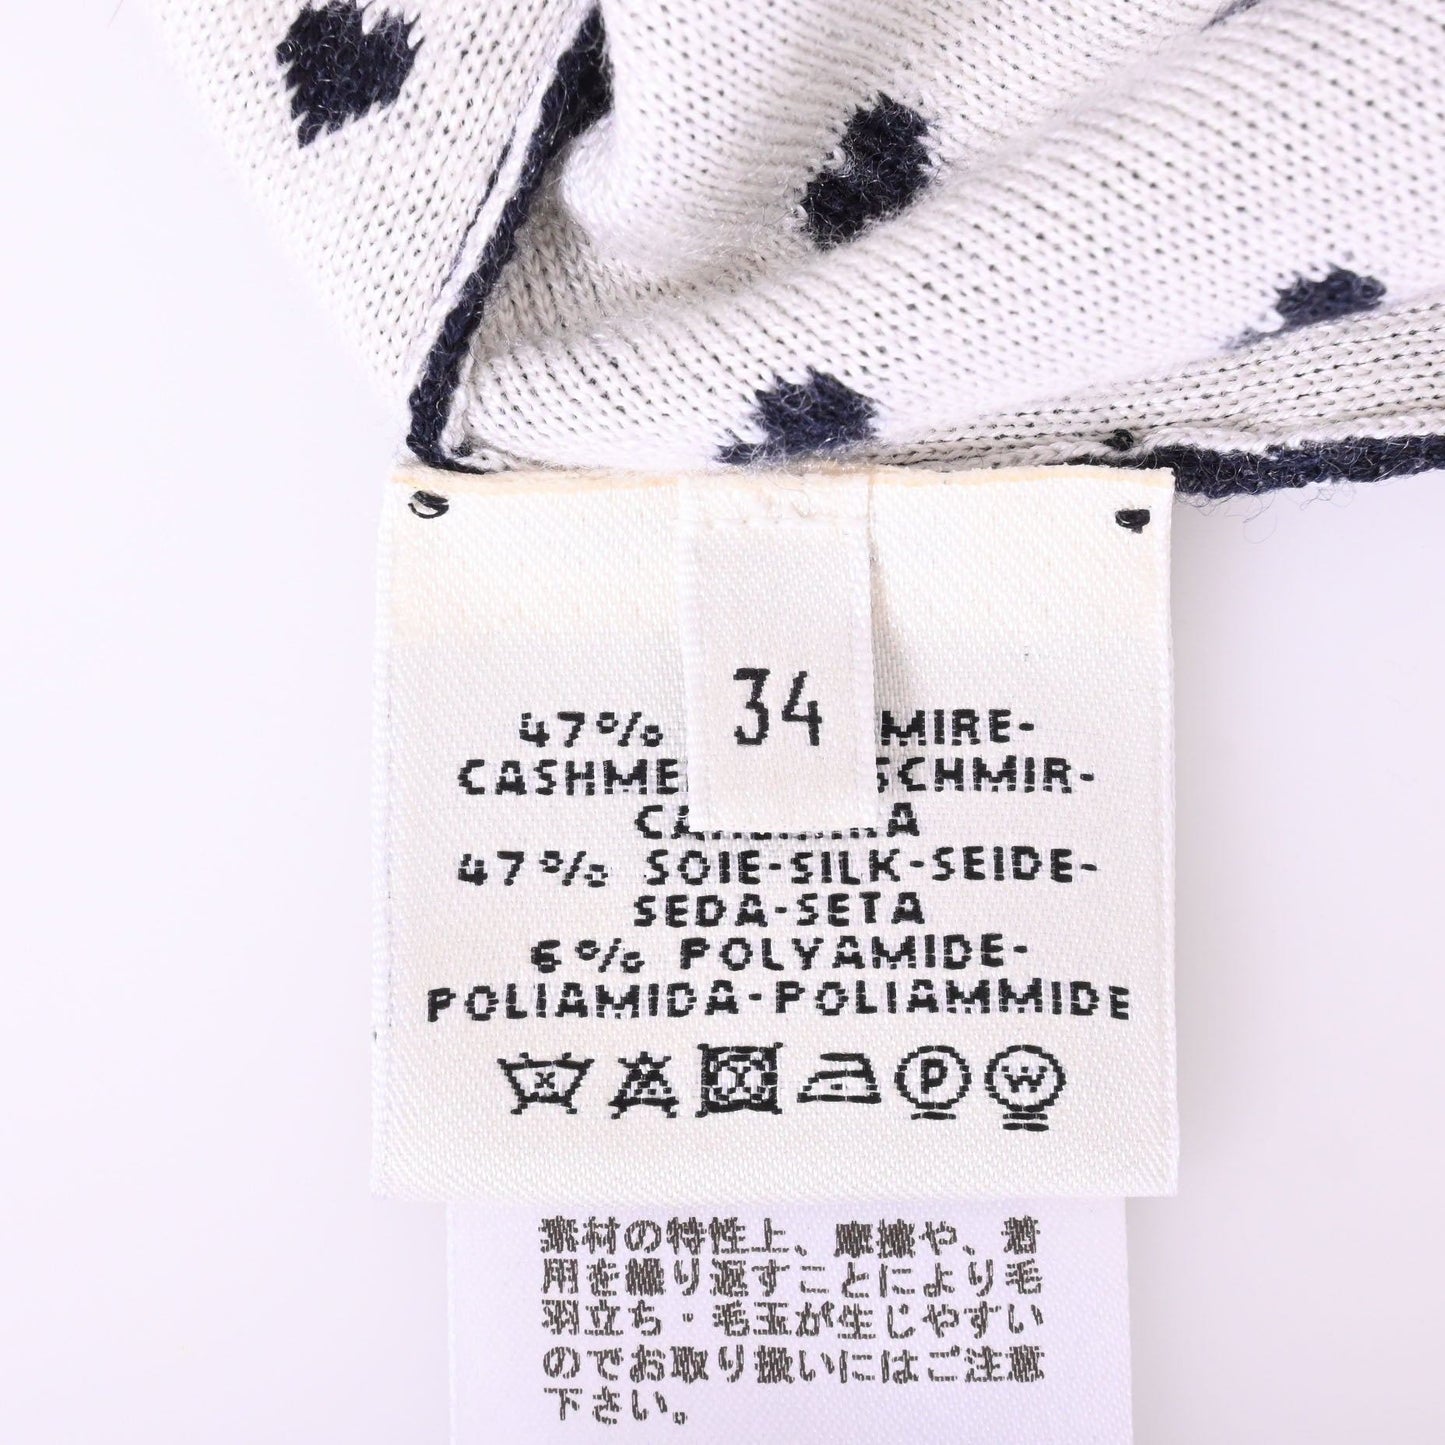 34
47% MIRE-
CASHME SCHMIR-
47% SOIE-SILK-SEIDE-
SEDA-SETA
6% POLYAMIDE-
POLIAMIDA-POLIAMMIDE
P W
素材の特性上、摩擦や、着
用を繰り返すことにより毛
羽立ち・毛玉が生じやすい
のでお取り扱いにはご注意
下さい。